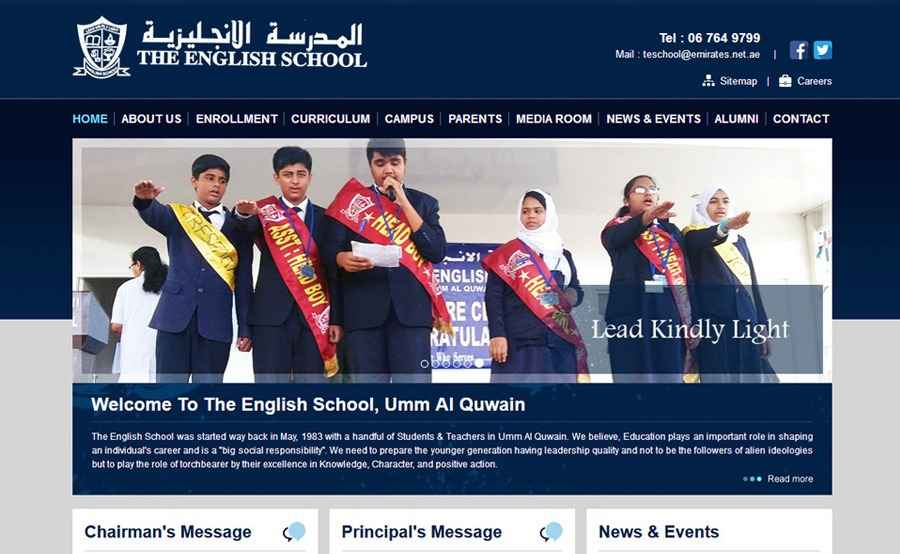 المدرسة الانجليزية
THE ENGLISH SCHOOL
Tel : 06 764 9799
Mail : teschool@emirates.net.ae |
Sitemap | Careers
HOME | ABOUT US | ENROLLMENT | CURRICULUM | CAMPUS | PARENTS | MEDIA ROOM | NEWS & EVENTS | ALUMNI | CONTACT
ASST : HEAD BOY
HEAD BOY
HEAD
ENGLISH
UMM AL QUW
RE C
RATULA
Lead Kindly Light
Welcome To The English School, Umm Al Quwain
The English School was started way back in May, 1983 with a handful of Students & Teachers in Umm Al Quwain. We believe, Education plays an important role in shaping
an individual's career and is a "big social responsibility". We need to prepare the younger generation having leadership quality and not to be the followers of alien ideologies
but to play the role of torchbearer by their excellence in Knowledge, Character, and positive action.
Read more
Chairman's Message
Principal's Message
News & Events